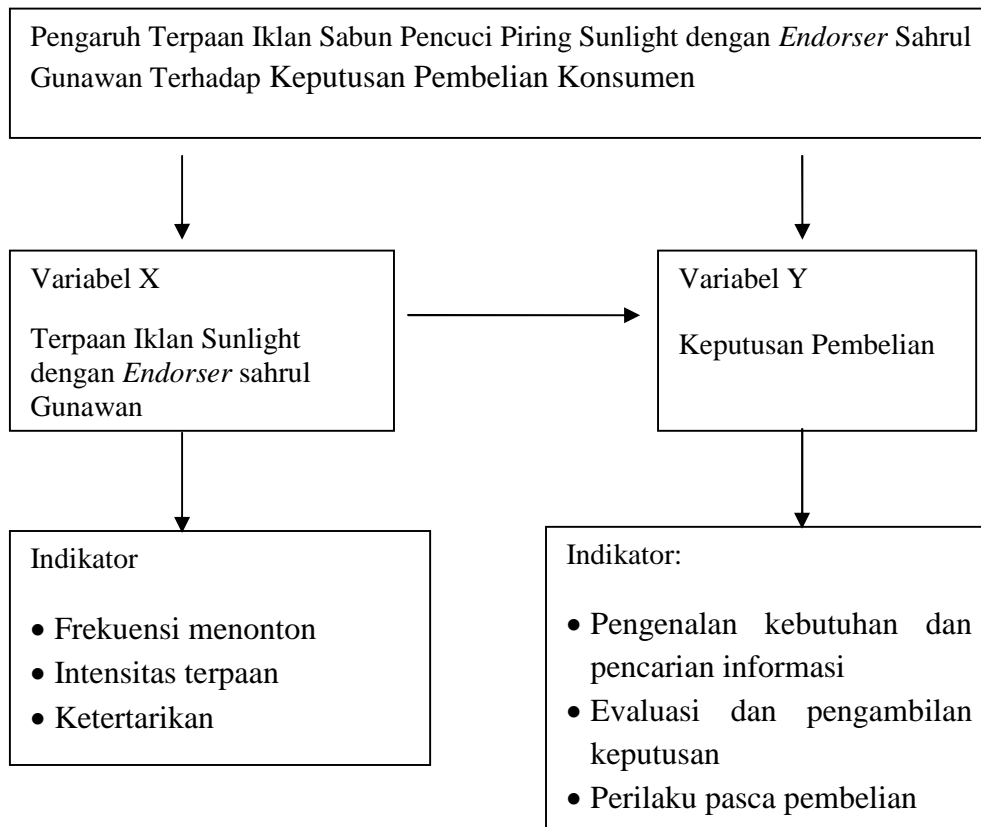 Pengaruh Terpaan Iklan Sabun Pencuci Piring Sunlight dengan Endorser Sahrul
Gunawan Terhadap Keputusan Pembelian Konsumen
Variabel X
Terpaan Iklan Sunlight
dengan Endorser sahrul
Gunawan
Variabel Y
Keputusan Pembelian
Indikator
• Frekuensi menonton
• Intensitas terpaan
• Ketertarikan
Indikator:
• Pengenalan kebutuhan dan
pencarian informasi
• Evaluasi dan pengambilan
keputusan
• Perilaku pasca pembelian